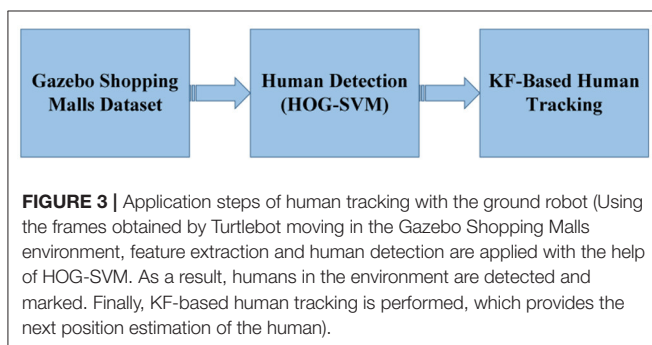 Gazebo Shopping
Malls Dataset
Human Detection
(HOG-SVM)
KF-Based Human
Tracking
FIGURE 3 | Application steps of human tracking with the ground robot (Using
the frames obtained by Turtlebot moving in the Gazebo Shopping Malls
environment, feature extraction and human detection are applied with the help
of HOG-SVM. As a result, humans in the environment are detected and
marked. Finally, KF-based human tracking is performed, which provides the
next position estimation of the human).